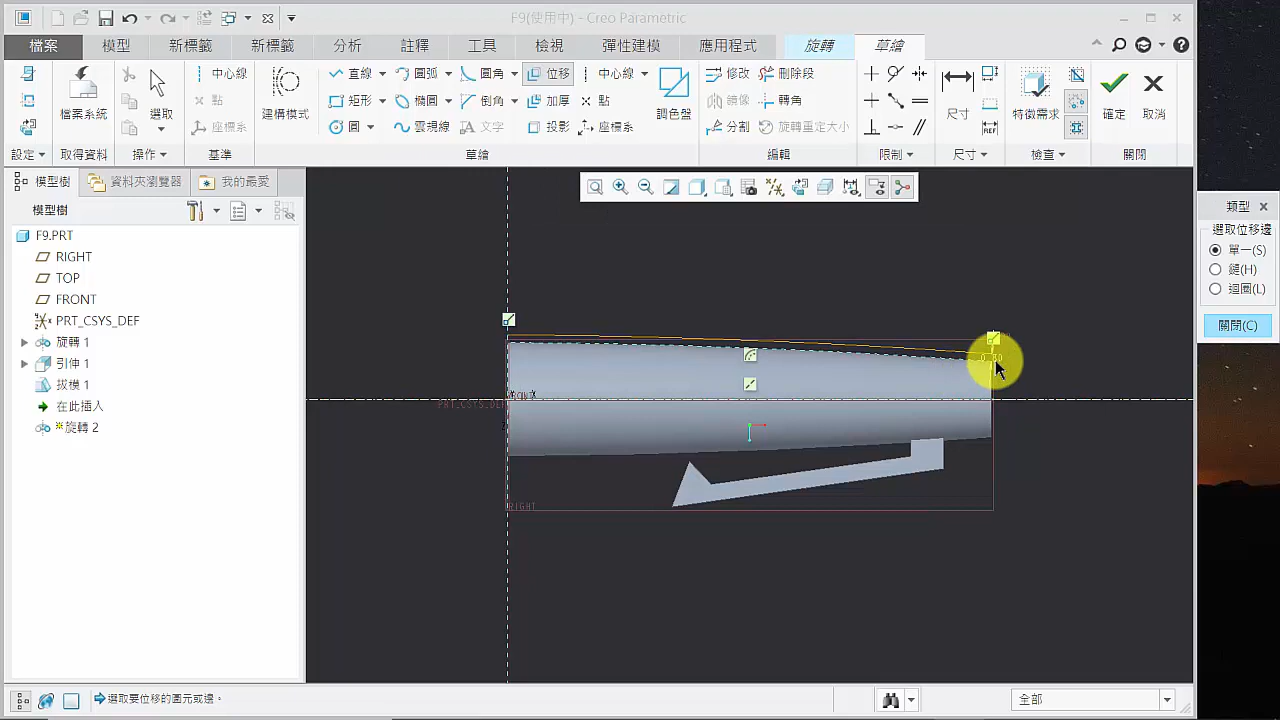 F9(使用中) - Creo Parametric
檔案 模型 新標籤 新標籤 分析 註釋 工具 檢視 彈性建模 應用程式 旋轉 草繪
中心線 直線 弧 圓角 位移 中心線 修改 刪除段
點 矩形 橢圓 倒角 加厚 點 鏡像 轉角
檔案系統 選取 座標系 建構模式 圓 雲規線 文字 投影 座標系 調色盤 分割 旋轉重定大小 尺寸 特徵需求 確定 取消
設定 取得資料 操作 基準 草繪 編輯 限制 尺寸 檢查 關閉
模型樹 資料夾瀏覽器 我的最愛
模型樹
F9.PRT
RIGHT
TOP
FRONT
PRT_CSYS_DEF
旋轉 1
引伸 1
拔模 1
在此插入
旋轉 2
PRT_CSYS_DEF
RIGHT
類型
選取位移邊
單一(S)
鏈(H)
迴圈(L)
關閉(C)
選取要位移的圖元或邊。
全部